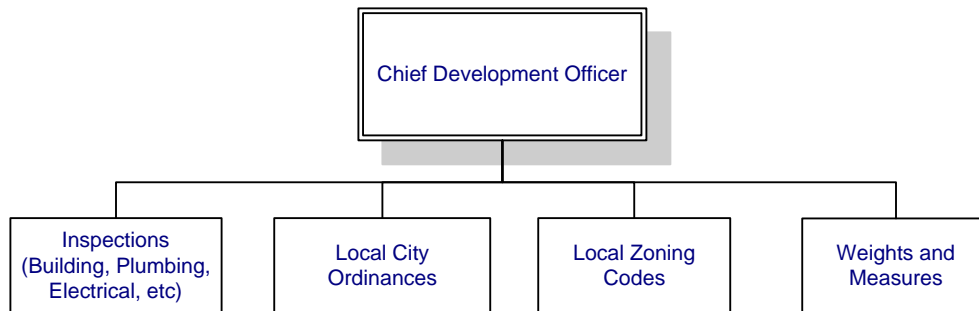 Chief Development Officer
Inspections
(Building, Plumbing,
Electrical, etc)
Local City
Ordinances
Local Zoning
Codes
Weights and
Measures